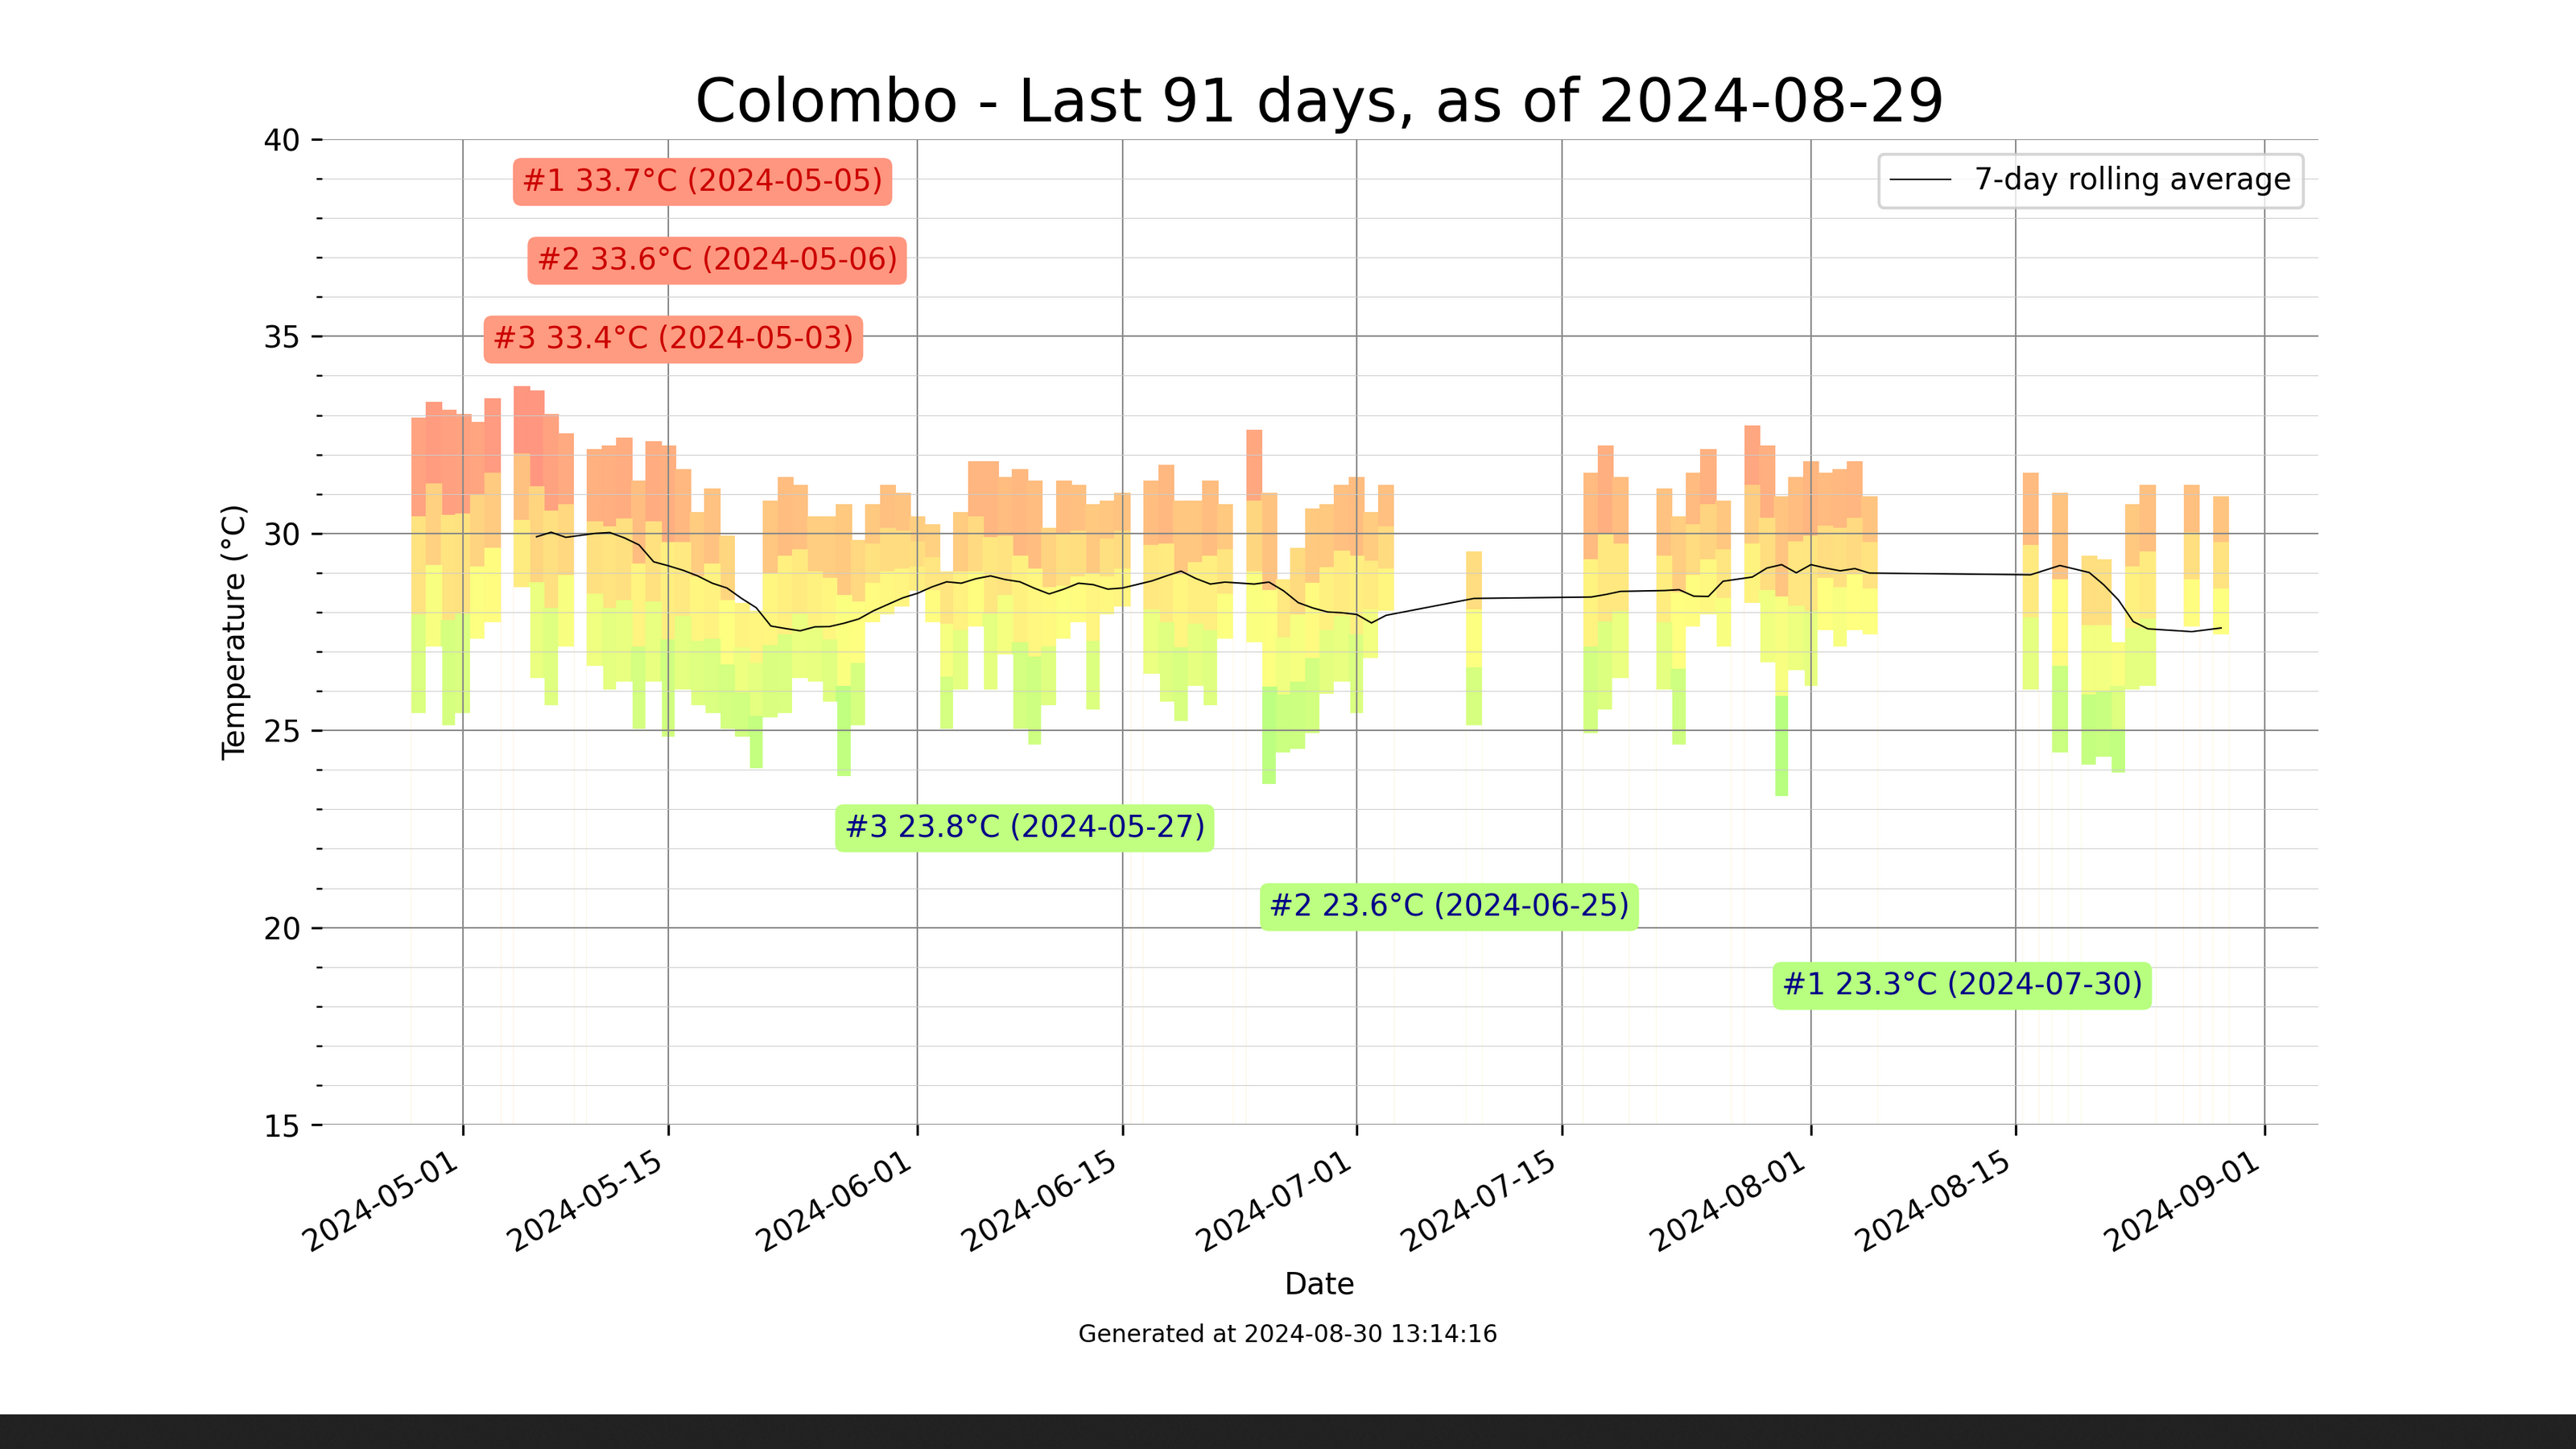 Colombo - Last 91 days, as of 2024-08-29
40
35
30
25
20
15
Temperature (°C)
7-day rolling average
#1 33.7°C (2024-05-05)
#2 33.6°C (2024-05-06)
#3 33.4°C (2024-05-03)
#3 23.8°C (2024-05-27)
#2 23.6°C (2024-06-25)
#1 23.3°C (2024-07-30)
2024-05-01
2024-05-15
2024-06-01
2024-06-15
2024-07-01
2024-07-15
2024-08-01
2024-08-15
2024-09-01
Date
Generated at 2024-08-30 13:14:16